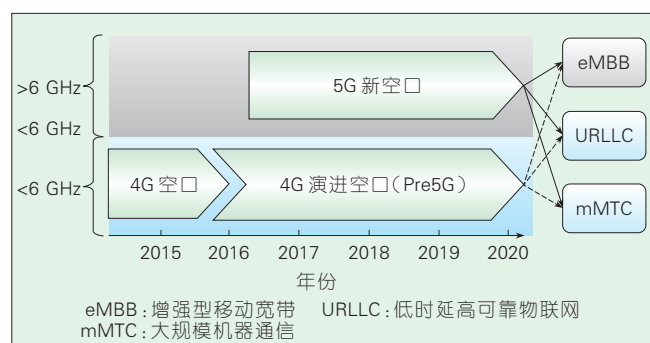 >6 GHz
<6 GHz
<6 GHz
5G 新空口
4G 空口
4G 演进空口(Pre5G)
eMBB
URLLC
mMTC
2015 2016 2017 2018 2019 2020
年份
eMBB:增强型移动宽带 URLLC:低时延高可靠物联网
mMTC:大规模机器通信